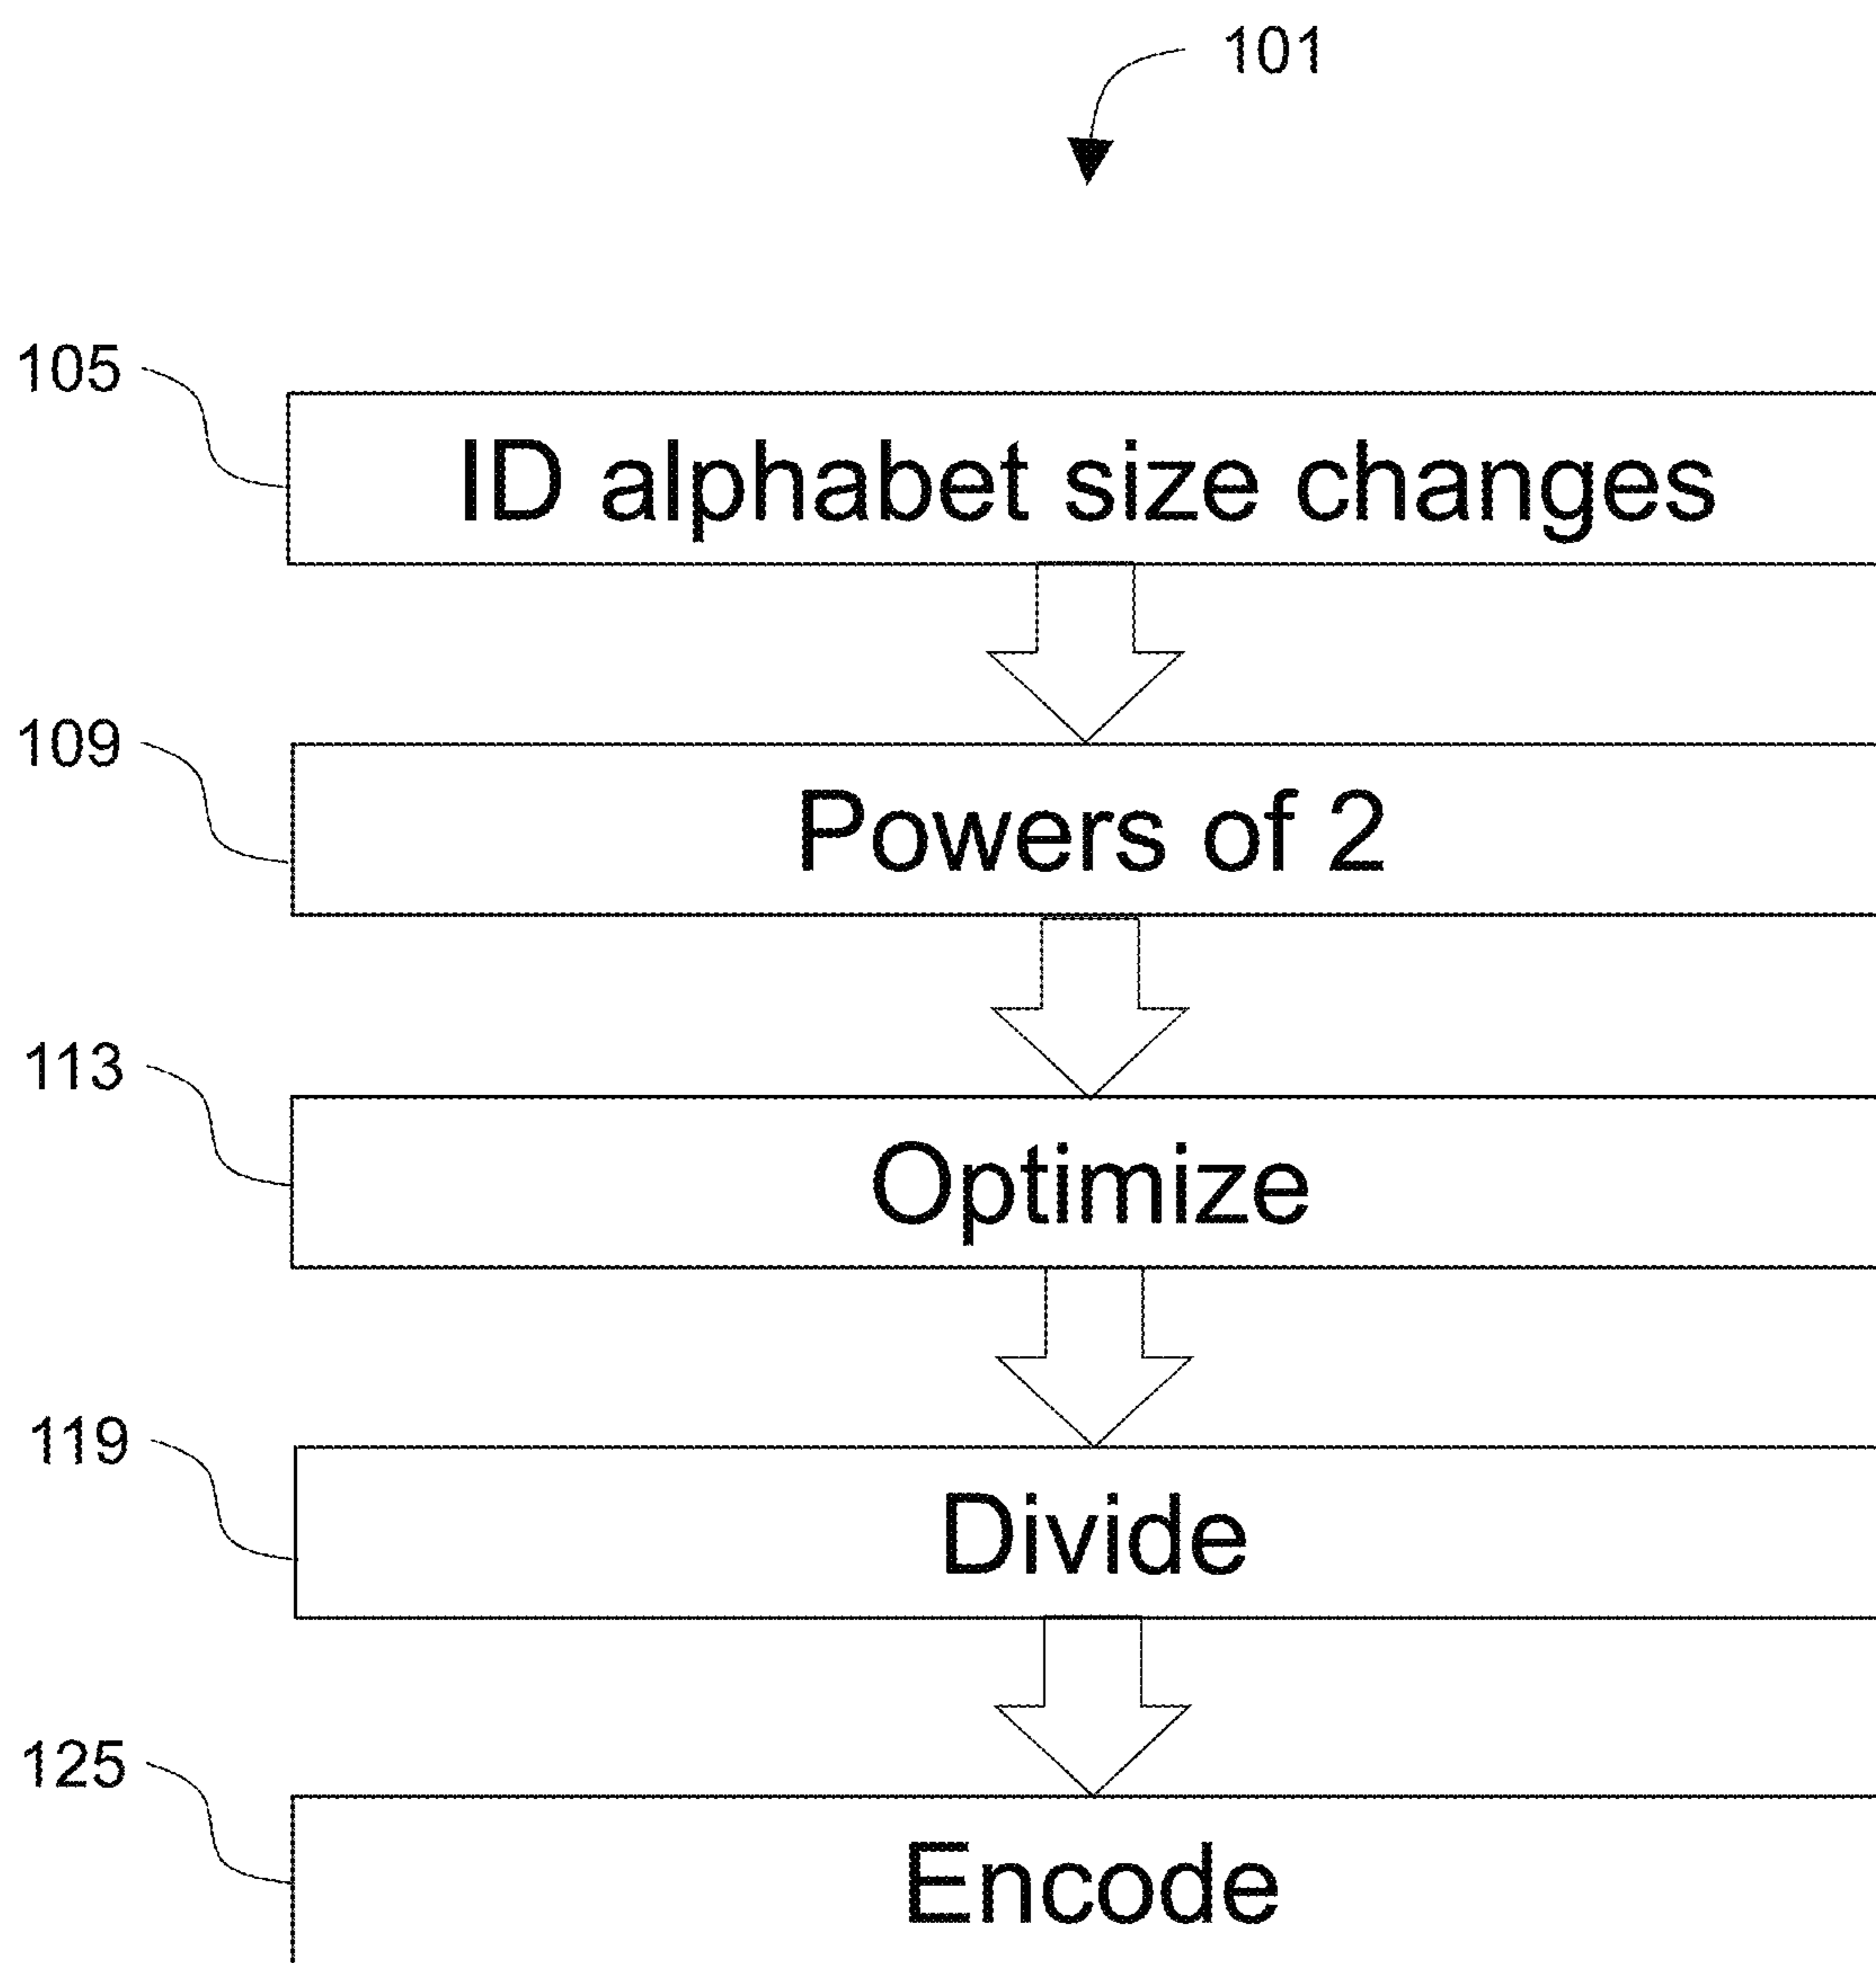 101
105
ID alphabet size changes
109
Powers of 2
113
Optimize
119
Divide
125
Encode